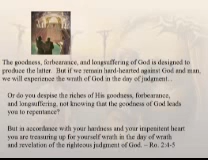 The goodness, forbearance, and longsuffering of God is designed to
produce the latter. But if we remain hard-hearted against God and man,
we will experience the wrath of God in the day of judgment. .
Or do you despise the riches of His goodness, forbearance,
and longsuffering, not knowing that the goodness of God leads
you to repentance?
But in accordance with your hardness and your impenitent heart
you are treasuring up for yourself wrath in the day of wrath
and revelation of the righteous judgment of God. – Ro. 2:4-5